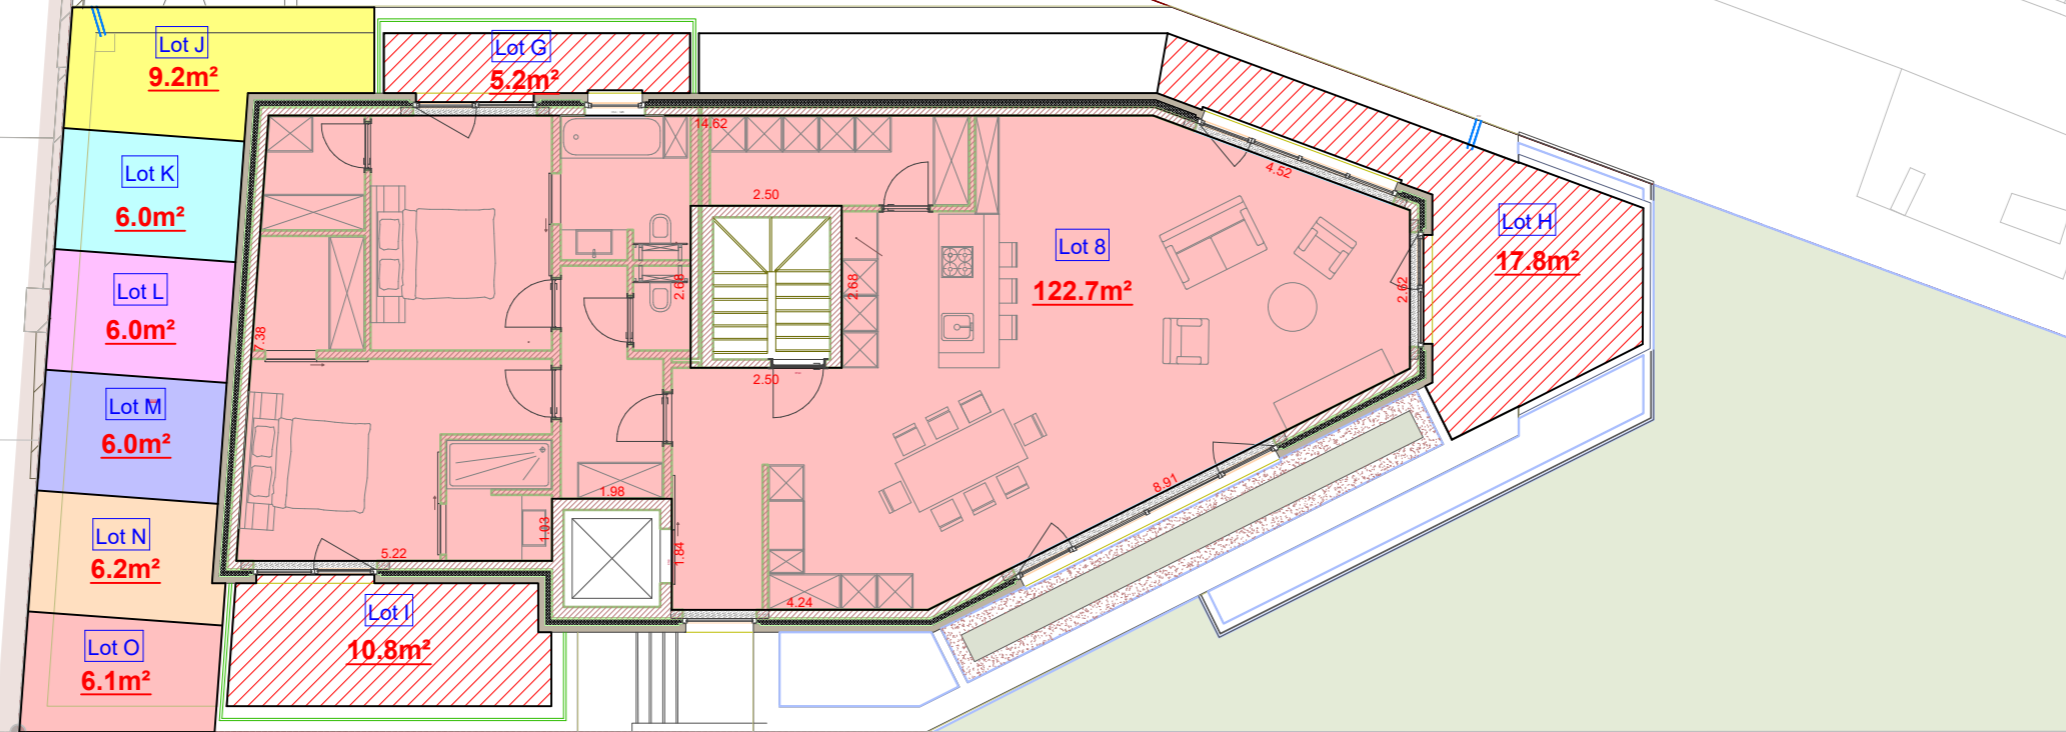 Lot J
9.2m²
Lot G
5.2m²
14.62
4.52
Lot K
6.0m²
2.50
Lot H
17.8m²
Lot 8
122.7m²
2.68
2.68
2.62
Lot L
6.0m²
7.38
2.50
Lot M
6.0m²
8.91
1.98
1.03
1.84
Lot N
6.2m²
5.22
4.24
Lot I
10.8m²
Lot O
6.1m²